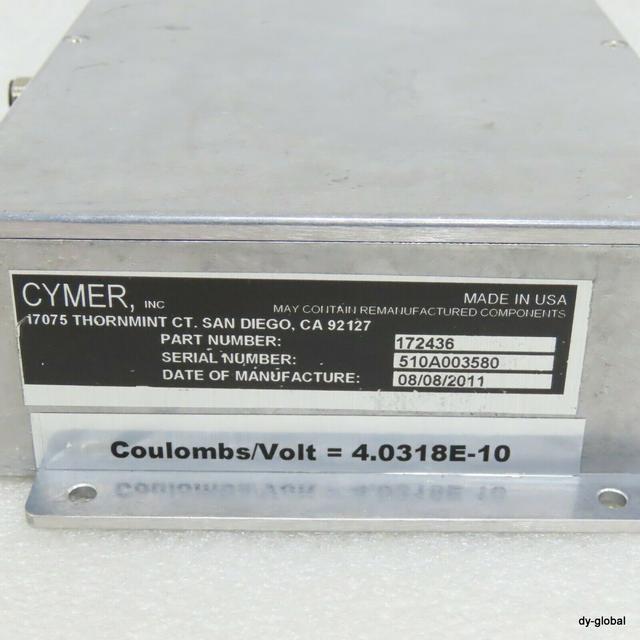 CYMER, INC
MADE IN USA
MAY CONTAIN REMANUFACTURED COMPONENTS
17075 THORNMINT CT. SAN DIEGO, CA 92127
PART NUMBER: 172436
SERIAL NUMBER: 510A003580
DATE OF MANUFACTURE: 08/08/2011
Coulombs/Volt = 4.0318E-10
dy-global